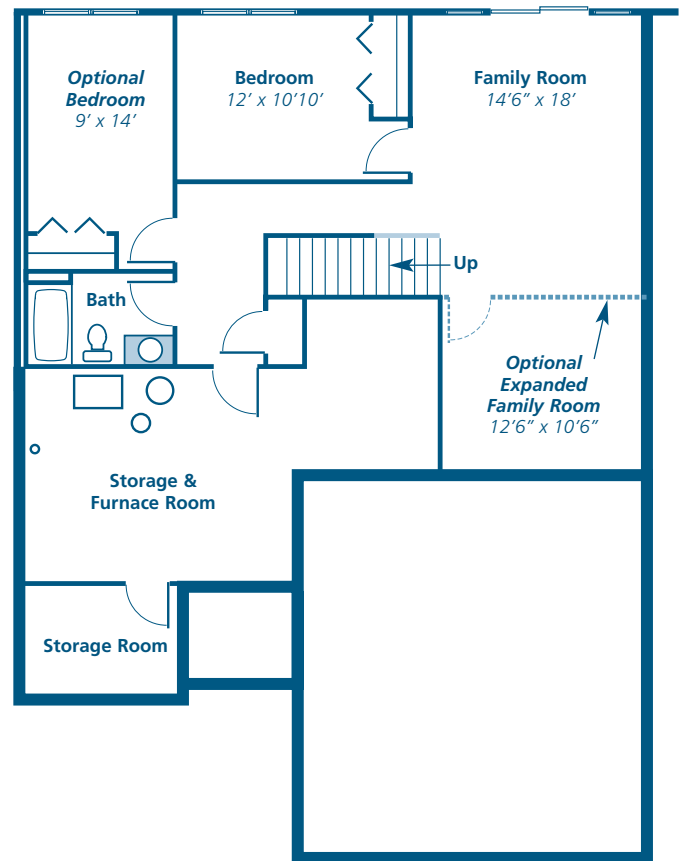 Optional
Bedroom
9’ x 14’
Bedroom
12’ x 10’10’
Family Room
14’6” x 18’
Up
Bath
Optional
Expanded
Family Room
12’6” x 10’6”
Storage &
Furnace Room
Storage Room